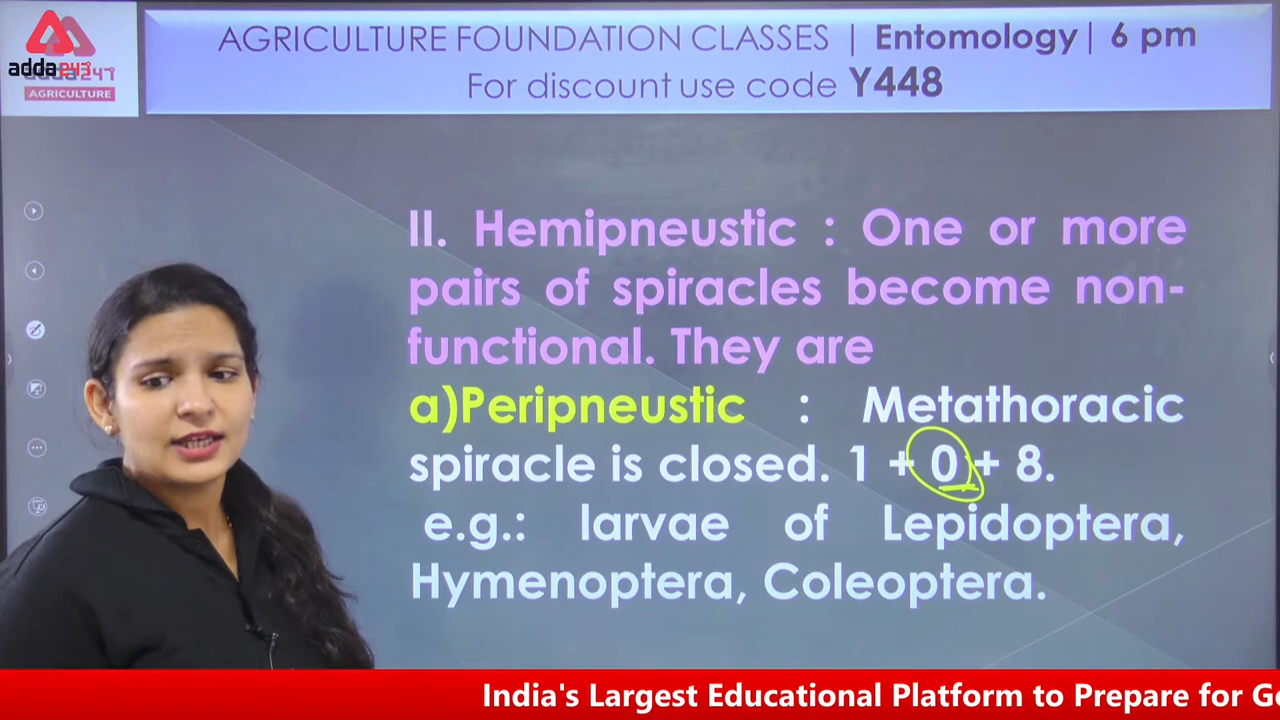 AGRICULTURE FOUNDATION CLASSES | Entomology| 6 pm
For discount use code Y448
adda247
adda247
AGRICULTURE
II. Hemipneustic : One or more
pairs of spiracles become non-
functional. They are
a)Peripneustic : Metathoracic
spiracle is closed. 1 + 0 + 8.
e.g.: larvae of Lepidoptera,
Hymenoptera, Coleoptera.
India's Largest Educational Platform to Prepare for G